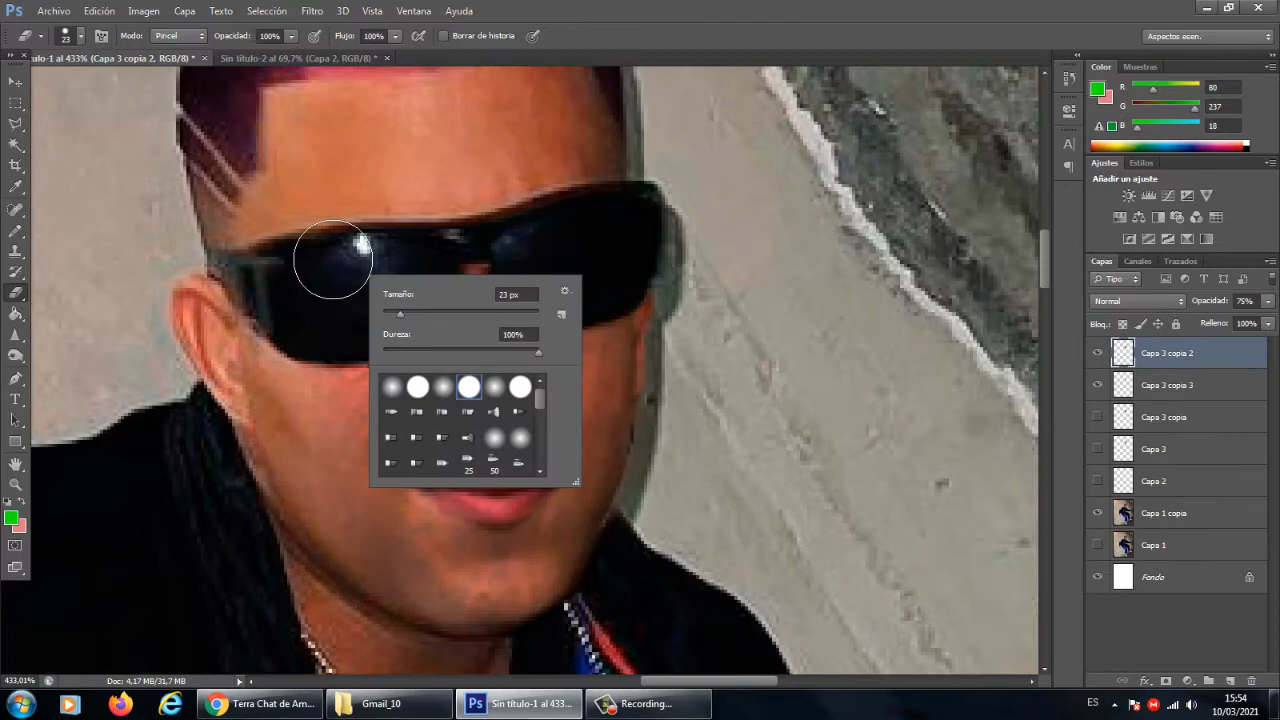 Ps Archivo Edición Imagen Capa Texto Selección Filtro 3D Vista Ventana Ayuda
23 Modo: Pincel Opacidad: 100% Flujo: 100% Borrar de historia Aspectos esen.
tulo-1 al 433% (Capa 3 copia 2, RGB/8) * × Sin título-2 al 69,7% (Capa 2, RGB/8) * ×
Color Muestras
R 80
G 237
B 18
Ajustes Estilos
Añadir un ajuste
Capas Canales Trazados
Tipo
Normal Opacidad: 75%
Bloq.: Relleno: 100%
Capa 3 copia 2
Capa 3 copia 3
Capa 3 copia
Capa 3
Capa 2
Capa 1 copia
Capa 1
Fondo
Tamaño: 23 px
Dureza: 100%
25 50
433,01% Doc: 4,17 MB/31,7 MB
Terra Chat de Am...
Gmail_10
Ps Sin título-1 al 433...
Recording...
ES
15:54
10/03/2021